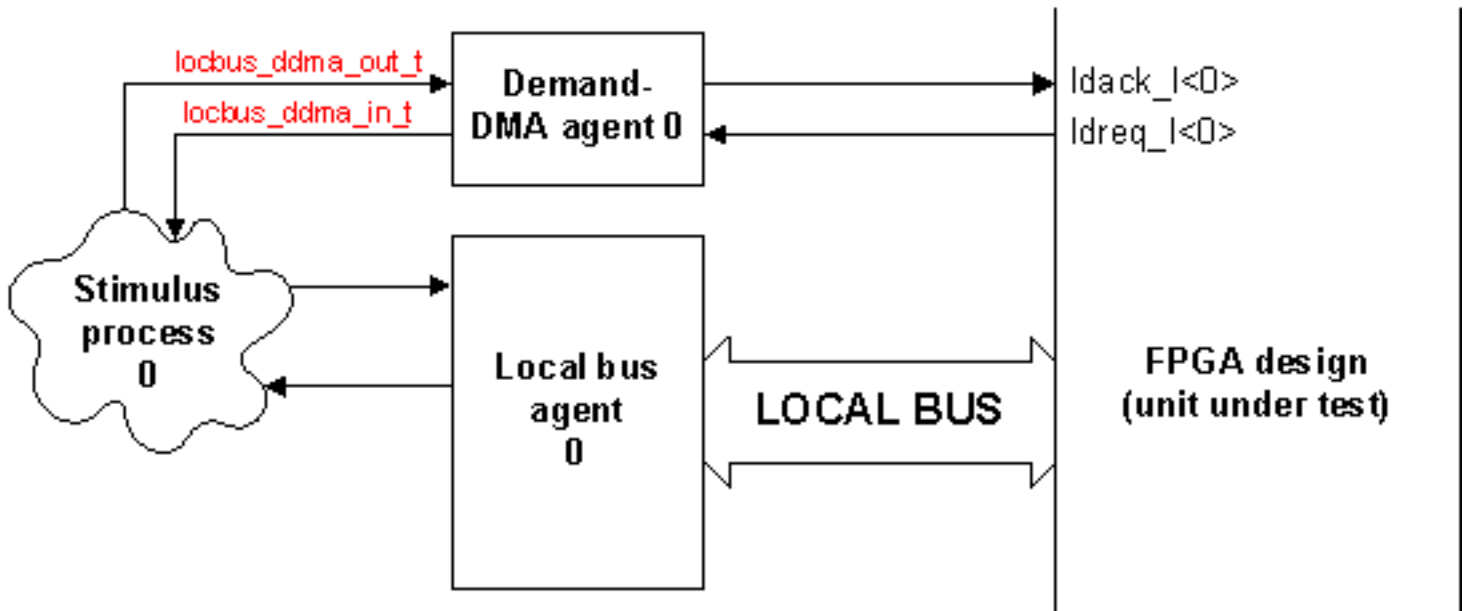 locbus_ddma_out_t
locbus_ddma_in_t
Demand-
DMA agent 0
ldack_l<0>
ldreq_l<0>
Stimulus
process
0
Local bus
agent
0
LOCAL BUS
FPGA design
(unit under test)